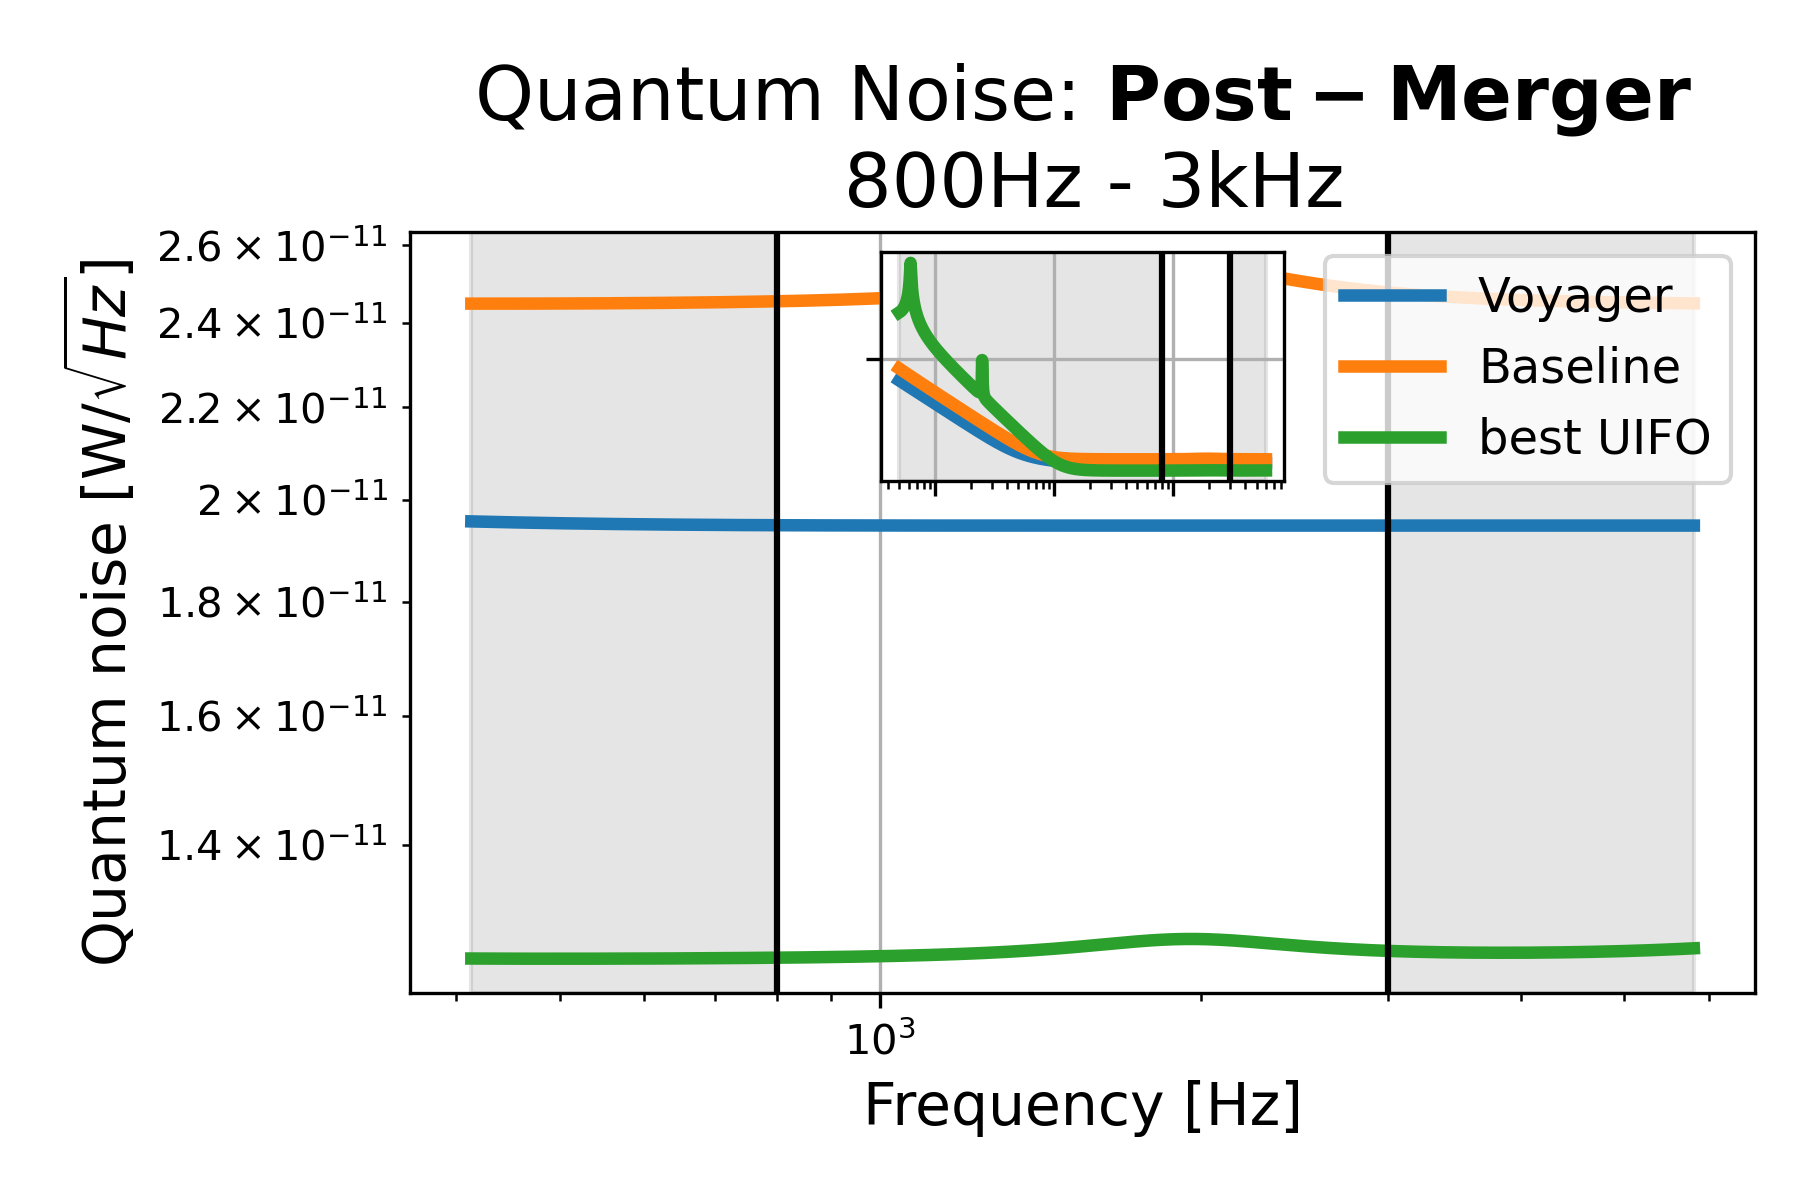 Quantum Noise: Post − Merger
800Hz - 3kHz
2.6 × 10⁻¹¹
2.4 × 10⁻¹¹
2.2 × 10⁻¹¹
2 × 10⁻¹¹
1.8 × 10⁻¹¹
1.6 × 10⁻¹¹
1.4 × 10⁻¹¹
Quantum noise [W/√Hz]
Voyager
Baseline
best UIFO
10³
Frequency [Hz]